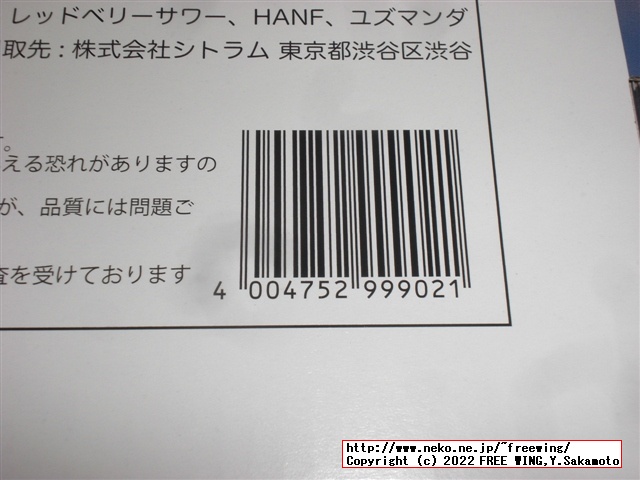 レッドベリーサワー、HANF、ユズマンダ
取先：株式会社シトラム 東京都渋谷区渋谷
す。
える恐れがありますの
が、品質には問題ご
査を受けております
4 004752 999021
http://www.neko.ne.jp/~freewing/
Copyright (c) 2022 FREE WING,Y.Sakamoto